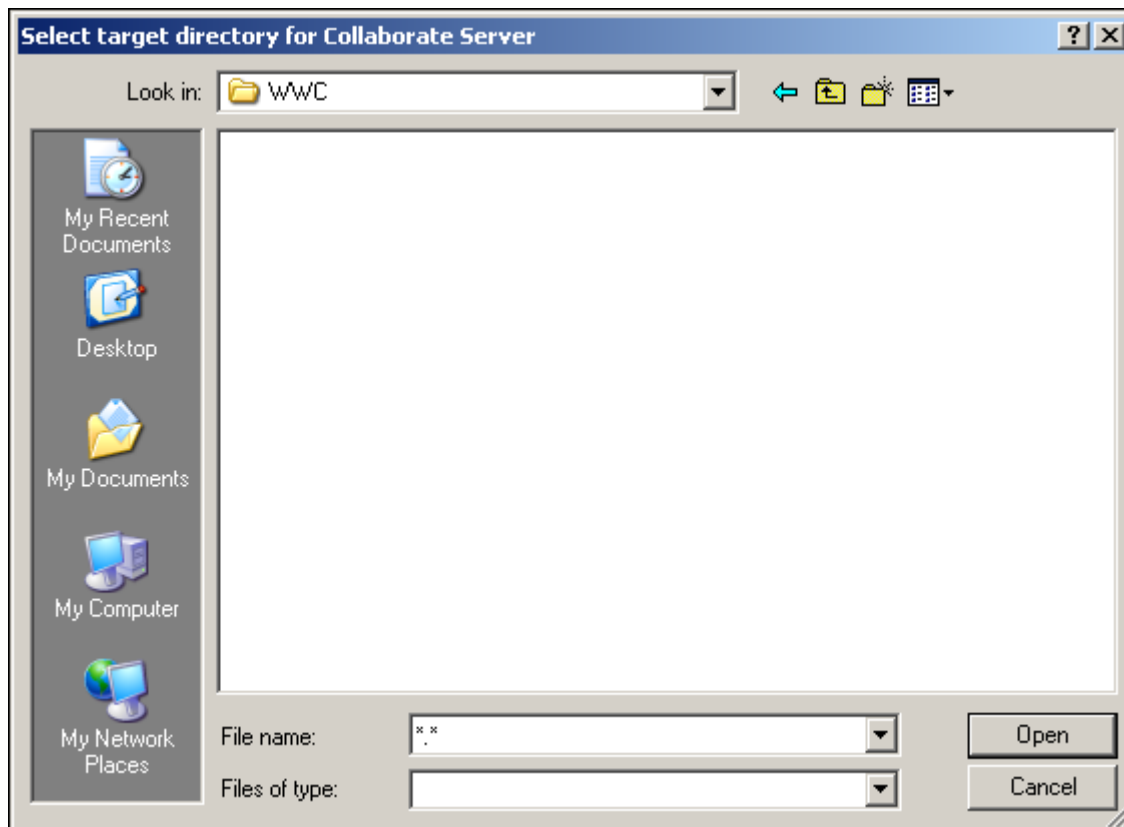 Select target directory for Collaborate Server
Look in:
WWC
My Recent
Documents
Desktop
My Documents
My Computer
My Network
Places
File name:
*.*
Open
Files of type:
Cancel